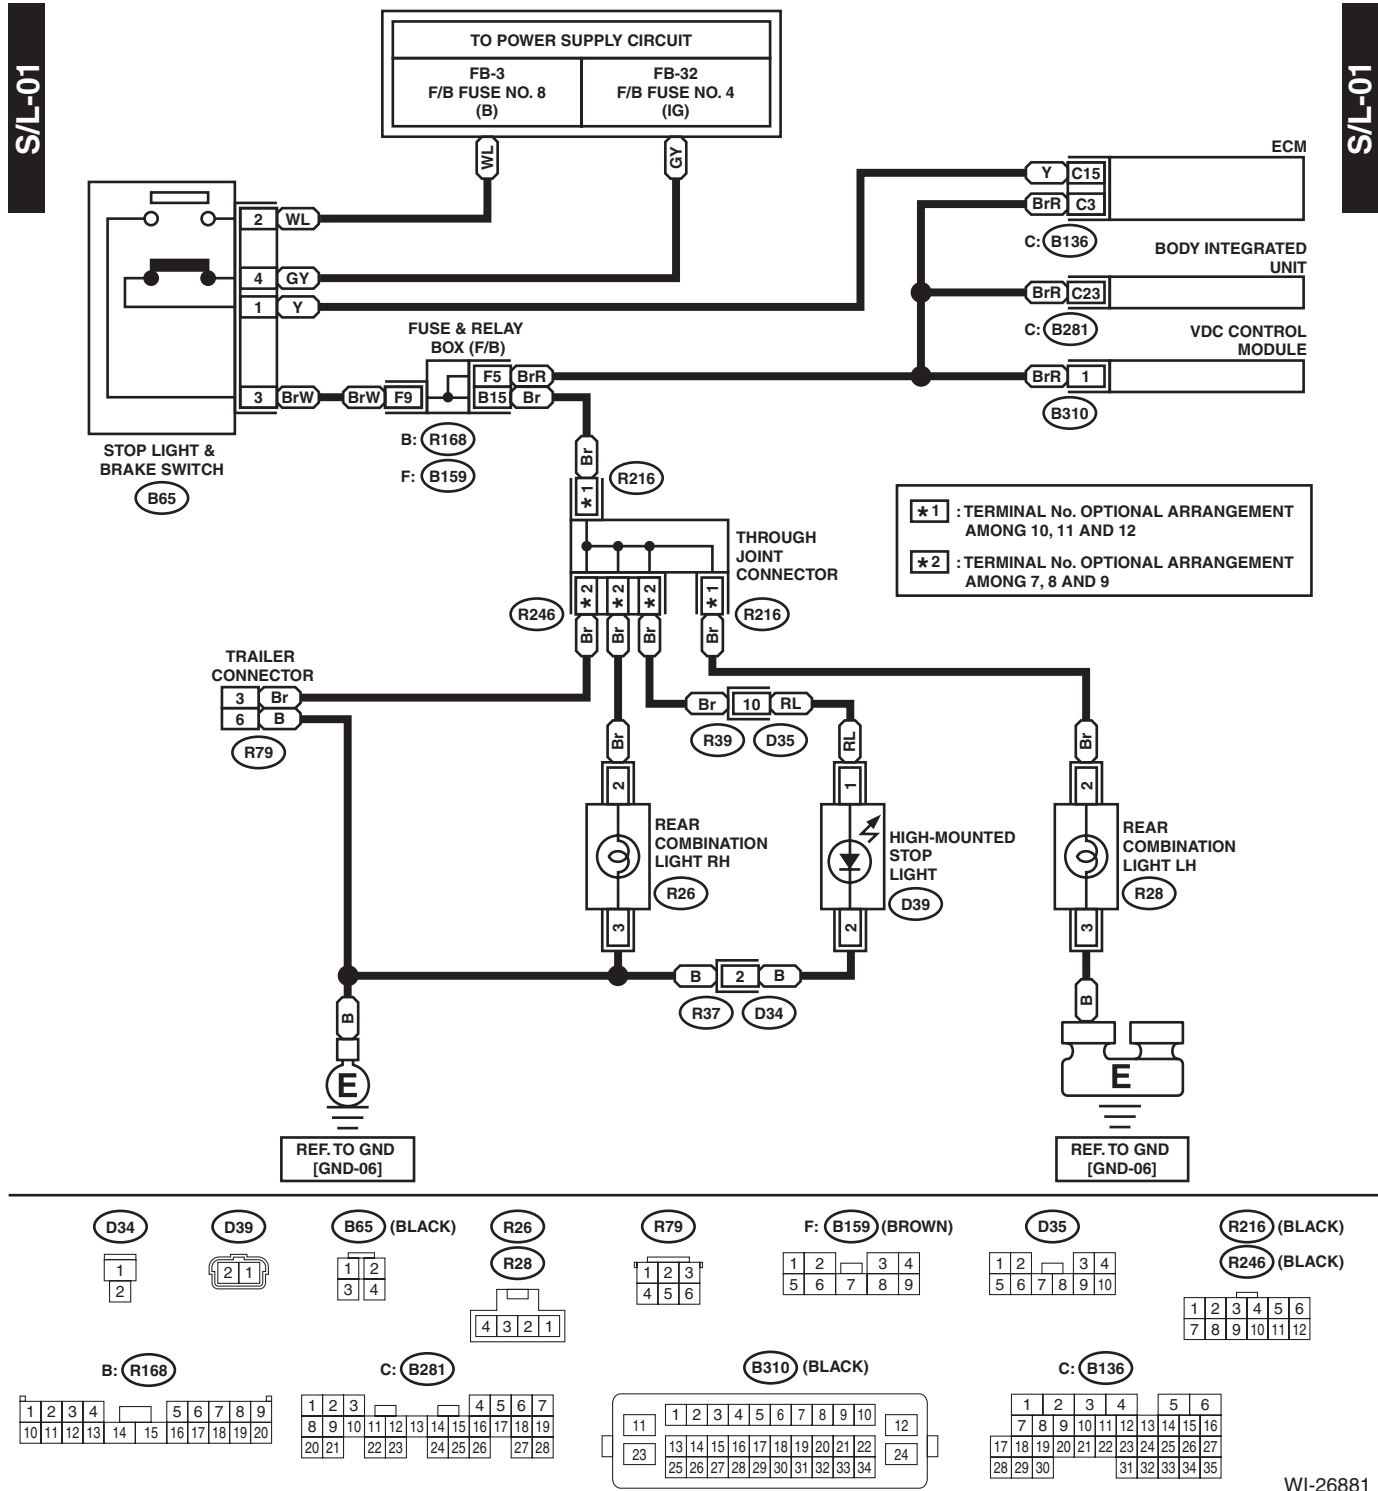 S/L-01
S/L-01
TO POWER SUPPLY CIRCUIT
FB-3
F/B FUSE NO. 8
(B)
FB-32
F/B FUSE NO. 4
(IG)
WL
GY
ECM
Y C15
BrR C3
C: B136
BODY INTEGRATED
UNIT
BrR C23
C: B281
VDC CONTROL
MODULE
BrR 1
B310
2 WL
4 GY
1 Y
3 BrW
BrW F9
FUSE & RELAY
BOX (F/B)
F5 BrR
B15 Br
B: R168
F: B159
STOP LIGHT &
BRAKE SWITCH
B65
Br
*1
R216
THROUGH
JOINT
CONNECTOR
*1 : TERMINAL No. OPTIONAL ARRANGEMENT
AMONG 10, 11 AND 12
*2 : TERMINAL No. OPTIONAL ARRANGEMENT
AMONG 7, 8 AND 9
*2 *2 *2 *1
R246
R216
Br Br Br Br
TRAILER
CONNECTOR
3 Br
6 B
R79
Br 10 RL
R39 D35
Br
RL
Br
2
1
2
REAR
COMBINATION
LIGHT RH
R26
HIGH-MOUNTED
STOP
LIGHT
D39
REAR
COMBINATION
LIGHT LH
R28
3
2
3
B 2 B
R37 D34
B
B
E
E
REF. TO GND
[GND-06]
REF. TO GND
[GND-06]
D34
1
2
D39
2 1
B65 (BLACK)
1 2
3 4
R26
R28
4 3 2 1
R79
1 2 3
4 5 6
F: B159 (BROWN)
1 2 3 4
5 6 7 8 9
D35
1 2 3 4
5 6 7 8 9 10
R216 (BLACK)
R246 (BLACK)
1 2 3 4 5 6
7 8 9 10 11 12
B: R168
1 2 3 4 5 6 7 8 9
10 11 12 13 14 15 16 17 18 19 20
C: B281
1 2 3 4 5 6 7
8 9 10 11 12 13 14 15 16 17 18 19
20 21 22 23 24 25 26 27 28
B310 (BLACK)
11 1 2 3 4 5 6 7 8 9 10 12
23 13 14 15 16 17 18 19 20 21 22 24
25 26 27 28 29 30 31 32 33 34
C: B136
1 2 3 4 5 6
7 8 9 10 11 12 13 14 15 16
17 18 19 20 21 22 23 24 25 26 27
28 29 30 31 32 33 34 35
WI-26881